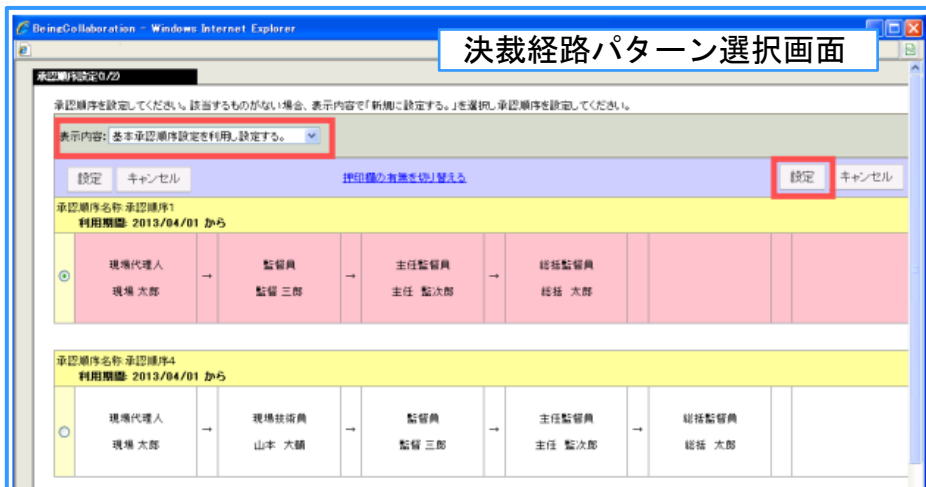 BeingCollaboration - Windows Internet Explorer
決裁経路パターン選択画面
承認順序設定(1/2)
承認順序を設定してください。該当するものがない場合、表示内容で「新規に設定する。」を選択し承認順序を設定してください。
表示内容: 基本承認順序設定を利用し設定する。
設定 キャンセル 押印欄の有無を切り替える 設定 キャンセル
承認順序名称:承認順序1
利用期間: 2013/04/01 から
現場代理人 → 監督員 → 主任監督員 → 総括監督員
現場 太郎 監督 三郎 主任 監次郎 総括 太郎
承認順序名称:承認順序4
利用期間: 2013/04/01 から
現場代理人 → 現場技術員 → 監督員 → 主任監督員 → 総括監督員
現場 太郎 山本 大輔 監督 三郎 主任 監次郎 総括 太郎